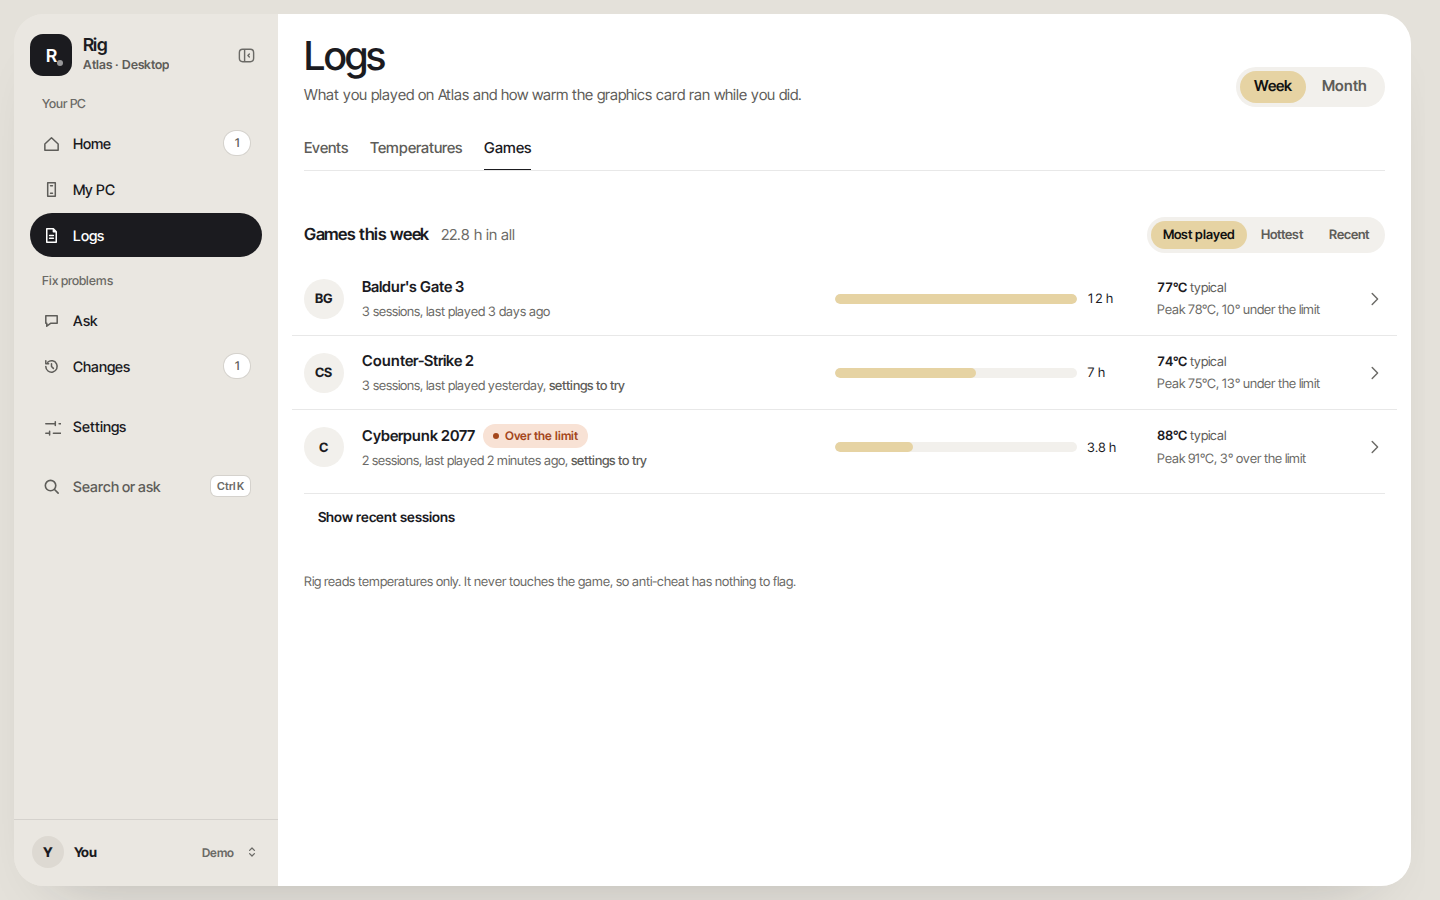 R
Rig
Atlas · Desktop
Your PC
Home
1
My PC
Logs
Fix problems
Ask
Changes
1
Settings
Search or ask
Ctrl K
Y
You
Demo
Logs
What you played on Atlas and how warm the graphics card ran while you did.
Week
Month
Events
Temperatures
Games
Games this week
22.8 h in all
Most played
Hottest
Recent
BG
Baldur's Gate 3
3 sessions, last played 3 days ago
12 h
77°C typical
Peak 78°C, 10° under the limit
CS
Counter-Strike 2
3 sessions, last played yesterday, settings to try
7 h
74°C typical
Peak 75°C, 13° under the limit
C
Cyberpunk 2077
Over the limit
2 sessions, last played 2 minutes ago, settings to try
3.8 h
88°C typical
Peak 91°C, 3° over the limit
Show recent sessions
Rig reads temperatures only. It never touches the game, so anti-cheat has nothing to flag.